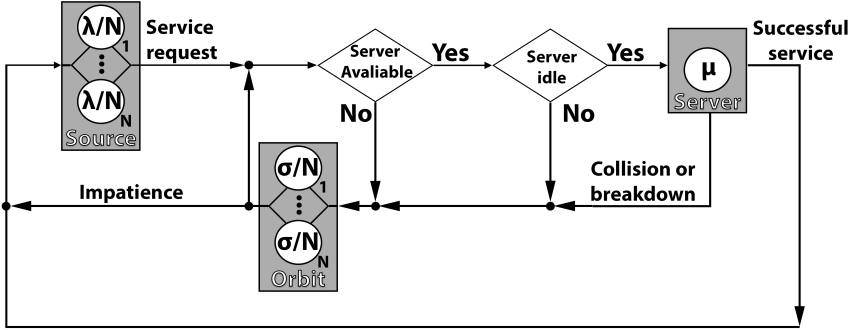 λ/N
1
λ/N
N
Source
Service
request
Server
Avaliable
Yes
No
Server
idle
Yes
No
μ
Server
Successful
service
Collision or
breakdown
Impatience
σ/N
1
σ/N
N
Orbit